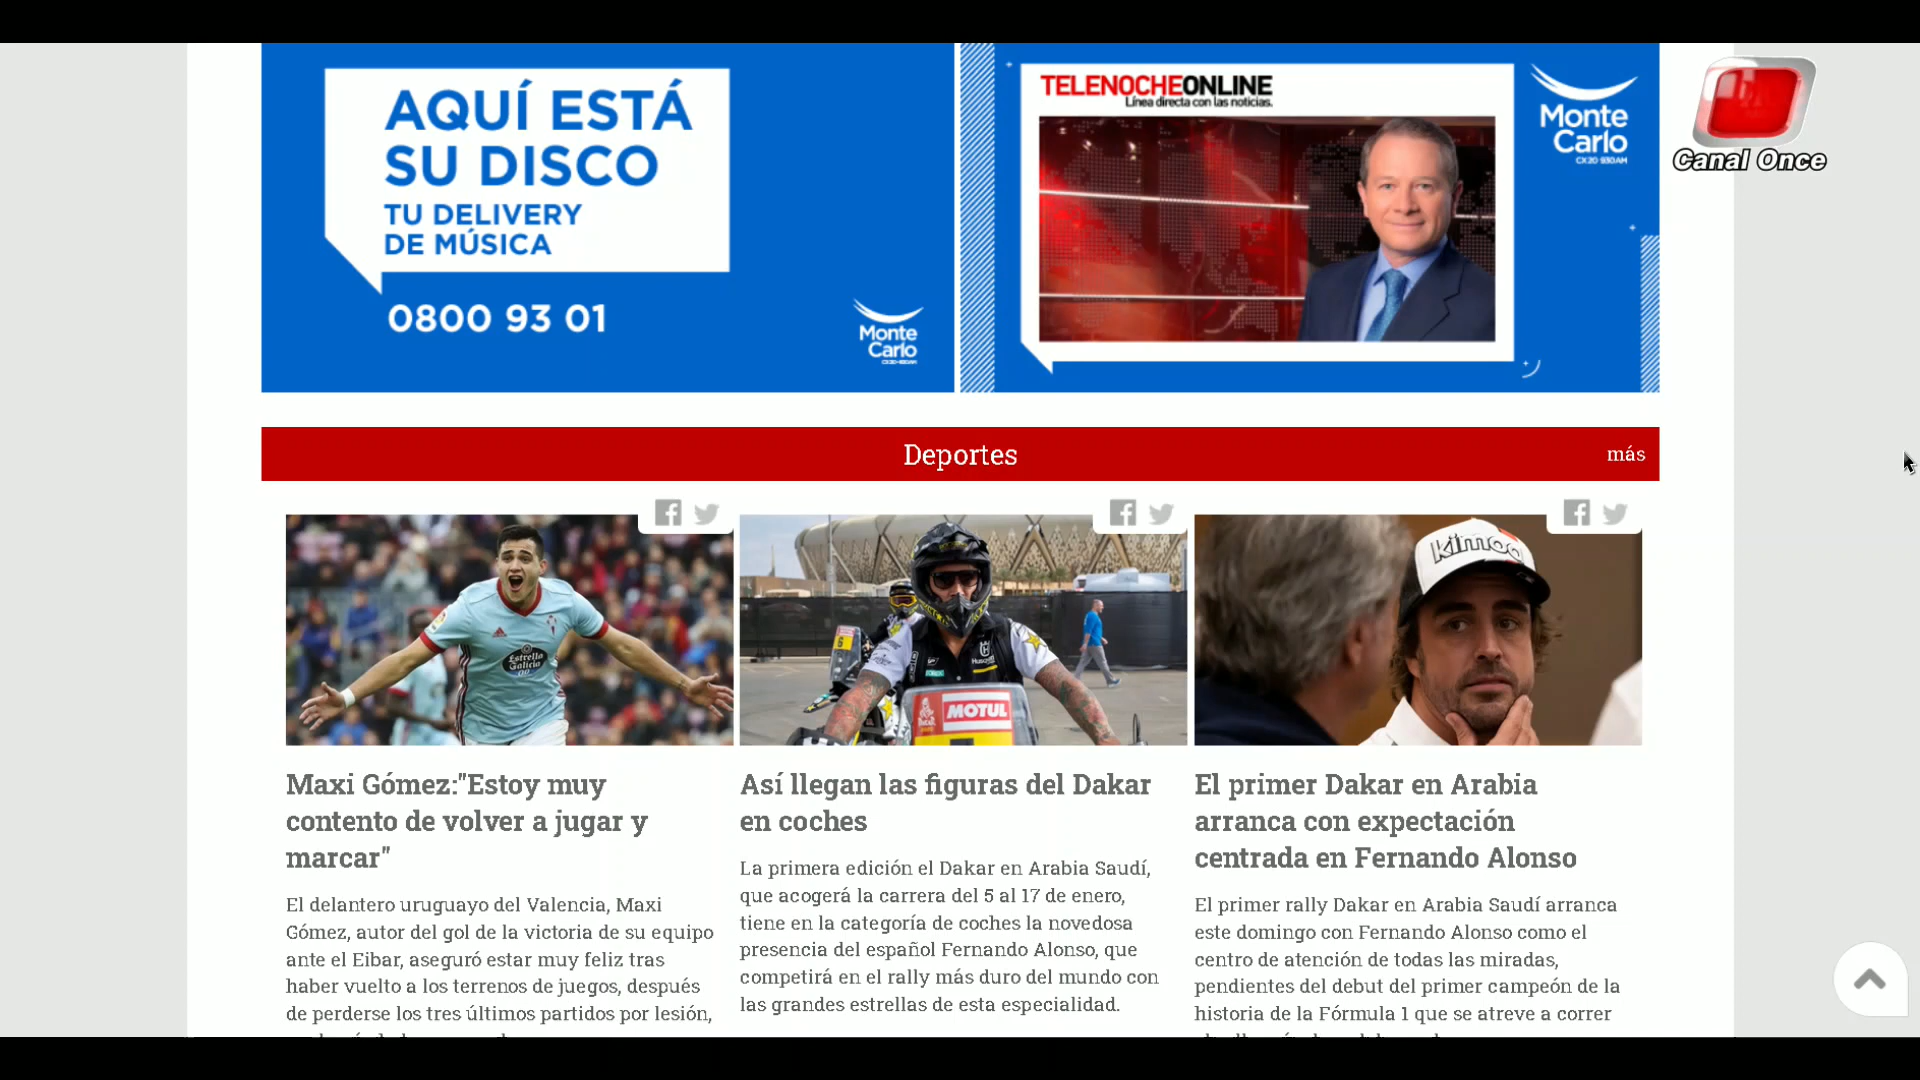 AQUÍ ESTÁ
SU DISCO
TU DELIVERY
DE MÚSICA
0800 93 01
Monte
Carlo
CX20 930AM
TELENOCHEONLINE
Línea directa con las noticias.
Monte
Carlo
CX20 930AM
Canal Once
Deportes
más
Estrella
Galicia
MOTUL
kimoa
Maxi Gómez:"Estoy muy
contento de volver a jugar y
marcar"
El delantero uruguayo del Valencia, Maxi
Gómez, autor del gol de la victoria de su equipo
ante el Eibar, aseguró estar muy feliz tras
haber vuelto a los terrenos de juegos, después
de perderse los tres últimos partidos por lesión,
Así llegan las figuras del Dakar
en coches
La primera edición el Dakar en Arabia Saudí,
que acogerá la carrera del 5 al 17 de enero,
tiene en la categoría de coches la novedosa
presencia del español Fernando Alonso, que
competirá en el rally más duro del mundo con
las grandes estrellas de esta especialidad.
El primer Dakar en Arabia
arranca con expectación
centrada en Fernando Alonso
El primer rally Dakar en Arabia Saudí arranca
este domingo con Fernando Alonso como el
centro de atención de todas las miradas,
pendientes del debut del primer campeón de la
historia de la Fórmula 1 que se atreve a correr